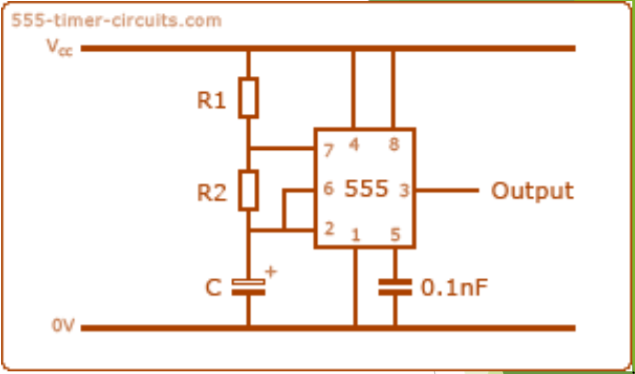 555-timer-circuits.com
Vcc
R1
7 4 8
R2
6 555 3 Output
2 1 5
C + 0.1nF
0V